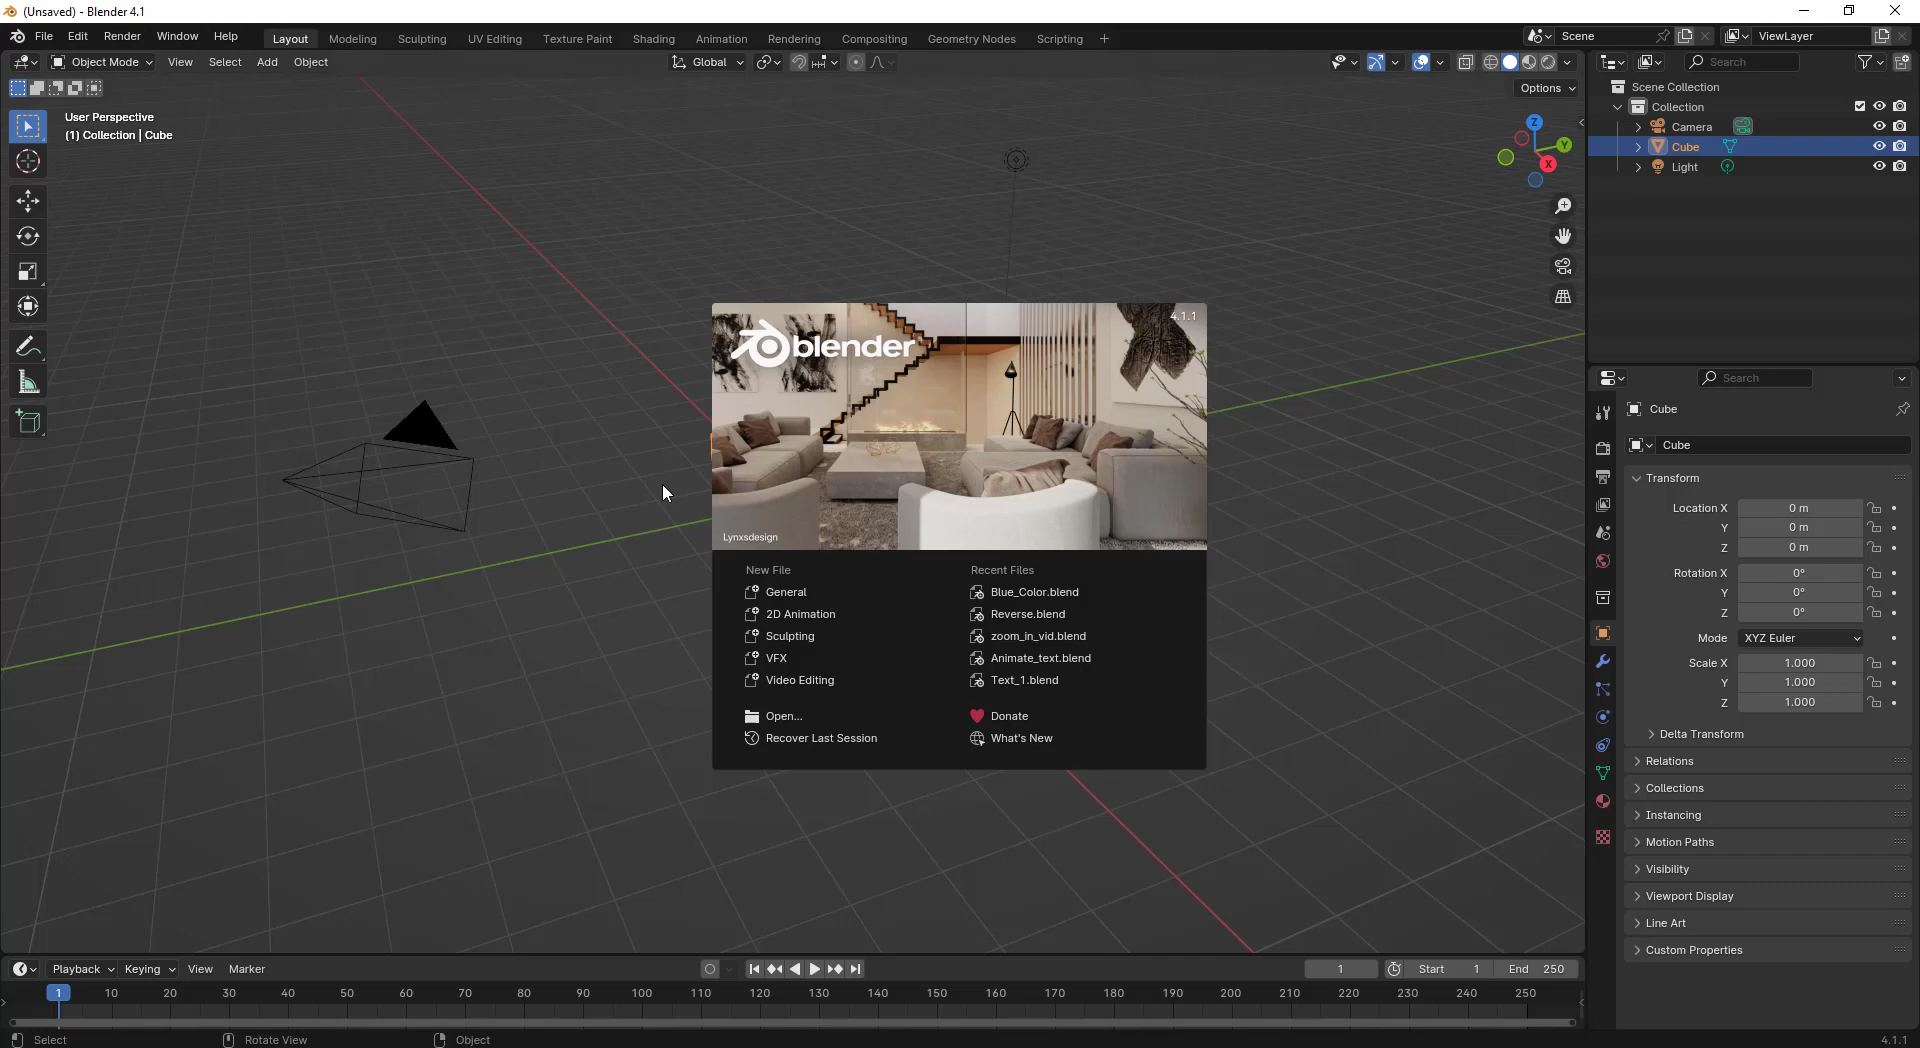 (Unsaved) - Blender 4.1
File Edit Render Window Help
Layout Modeling Sculpting UV Editing Texture Paint Shading Animation Rendering Compositing Geometry Nodes Scripting +
Scene
ViewLayer
Object Mode View Select Add Object
Global
Search
Options
User Perspective
(1) Collection | Cube
Z
Y
X
Scene Collection
Collection
Camera
Cube
Light
blender
4.1.1
Lynxsdesign
New File
General
2D Animation
Sculpting
VFX
Video Editing
Open...
Recover Last Session
Recent Files
Blue_Color.blend
Reverse.blend
zoom_in_vid.blend
Animate_text.blend
Text_1.blend
Donate
What's New
Search
Cube
Cube
Transform
Location X 0 m
Y 0 m
Z 0 m
Rotation X 0°
Y 0°
Z 0°
Mode XYZ Euler
Scale X 1.000
Y 1.000
Z 1.000
Delta Transform
Relations
Collections
Instancing
Motion Paths
Visibility
Viewport Display
Line Art
Custom Properties
Playback Keying View Marker
1 Start 1 End 250
1 10 20 30 40 50 60 70 80 90 100 110 120 130 140 150 160 170 180 190 200 210 220 230 240 250
Select Rotate View Object
4.1.1